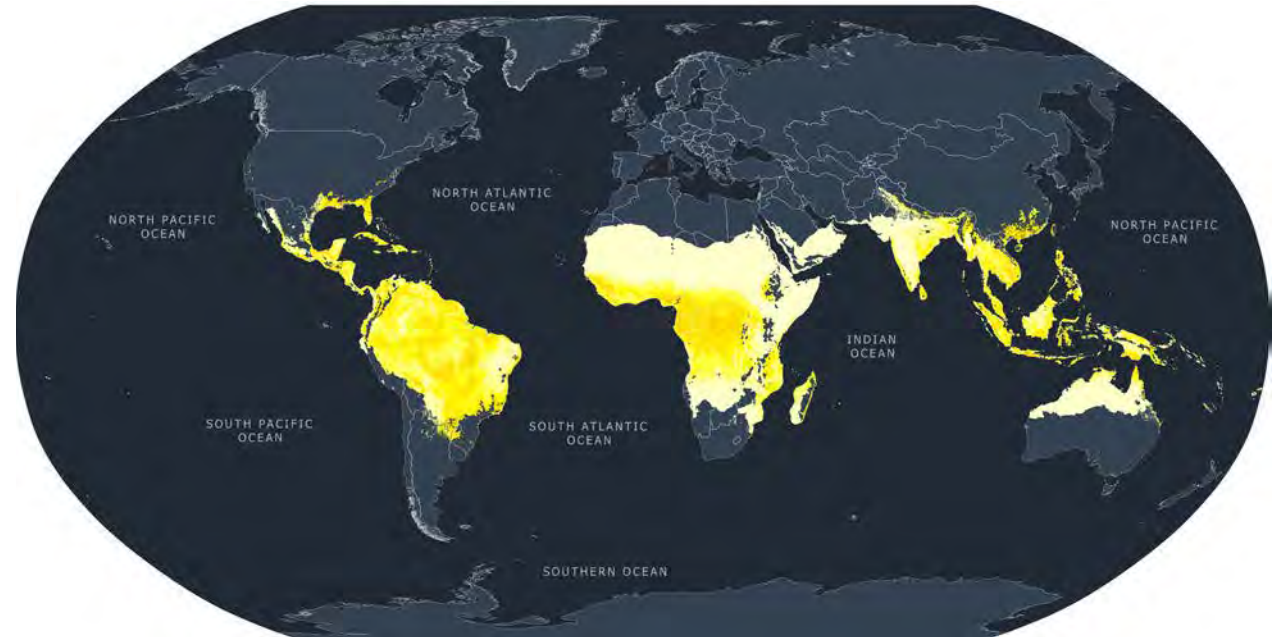 NORTH ATLANTIC
OCEAN
NORTH PACIFIC
OCEAN
NORTH PACIFIC
OCEAN
INDIAN
OCEAN
SOUTH PACIFIC
OCEAN
SOUTH ATLANTIC
OCEAN
SOUTHERN OCEAN